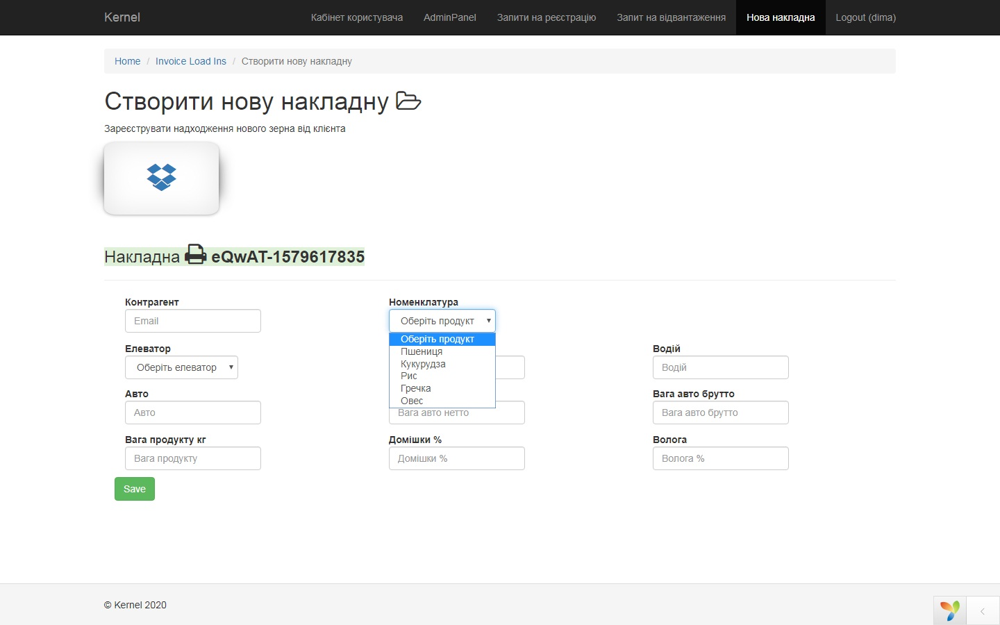 Kernel
Кабінет користувача
AdminPanel
Запити на реєстрацію
Запит на відвантаження
Нова накладна
Logout (dima)
Home / Invoice Load Ins / Створити нову накладну
Створити нову накладну
Зареєструвати надходження нового зерна від клієнта
Накладна eQwAT-1579617835
Контрагент
Email
Номенклатура
Оберіть продукт
Оберіть продукт
Пшениця
Кукурудза
Рис
Гречка
Овес
Елеватор
Оберіть елеватор
Водій
Водій
Авто
Авто
Вага авто нетто
Вага авто брутто
Вага авто брутто
Вага продукту кг
Вага продукту
Домішки %
Домішки %
Волога
Волога %
Save
© Kernel 2020